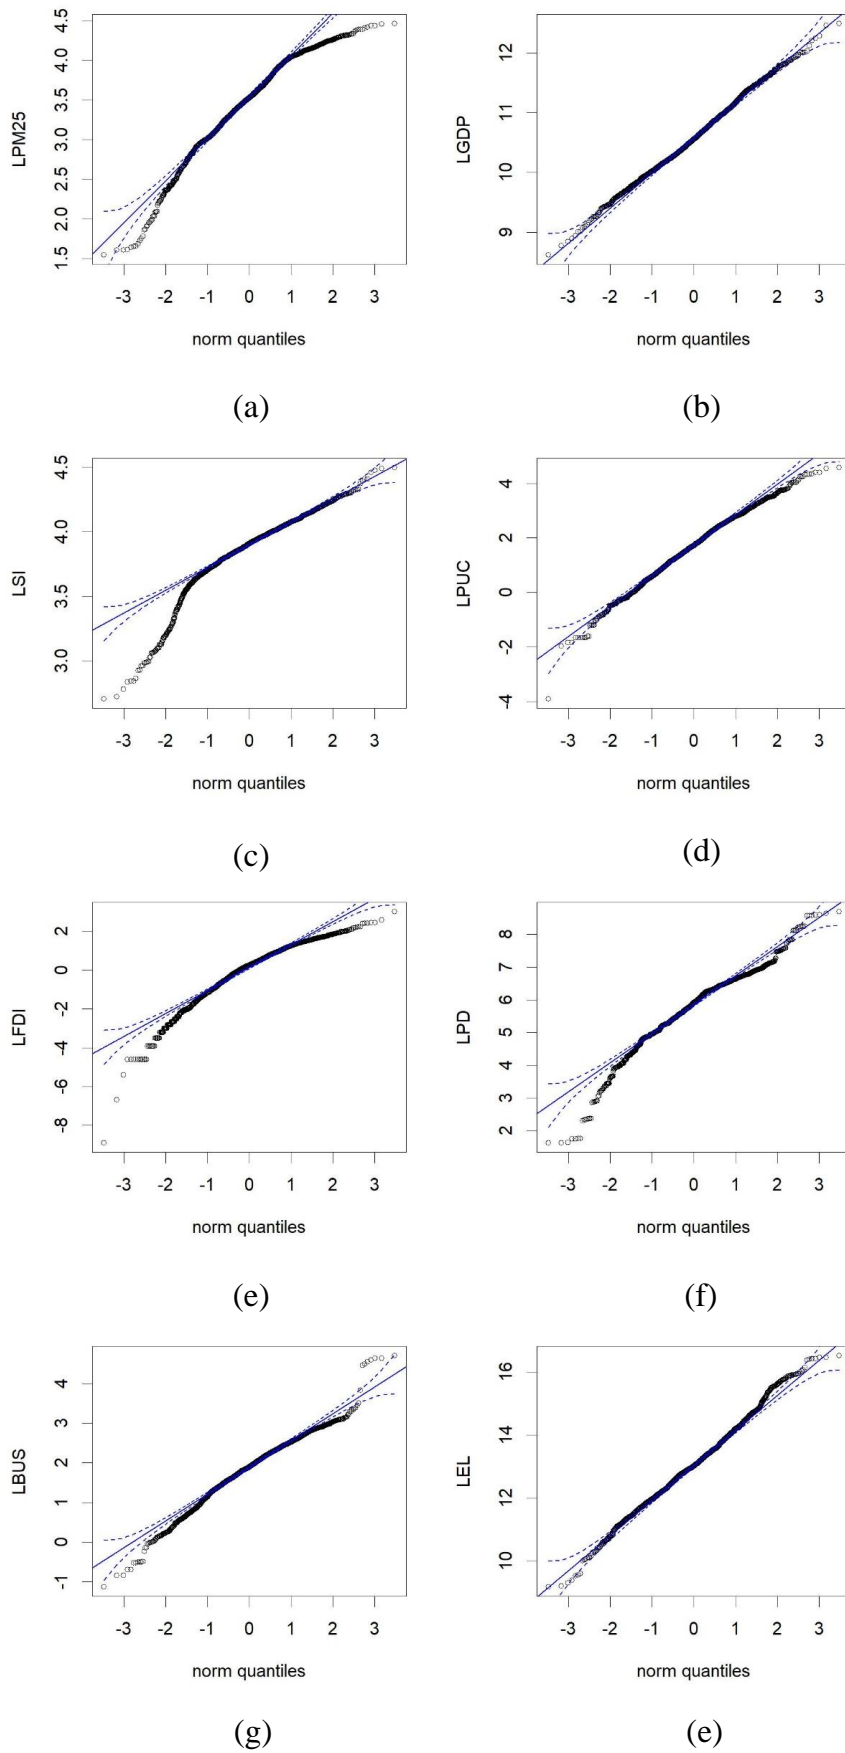 LPM25
1.5 2.0 2.5 3.0 3.5 4.0 4.5
-3 -2 -1 0 1 2 3
norm quantiles
(a)
LGDP
9 10 11 12
-3 -2 -1 0 1 2 3
norm quantiles
(b)
LSI
3.0 3.5 4.0 4.5
-3 -2 -1 0 1 2 3
norm quantiles
(c)
LPUC
-4 -2 0 2 4
-3 -2 -1 0 1 2 3
norm quantiles
(d)
LFDI
-8 -6 -4 -2 0 2
-3 -2 -1 0 1 2 3
norm quantiles
(e)
LPD
2 3 4 5 6 7 8
-3 -2 -1 0 1 2 3
norm quantiles
(f)
LBUS
-1 0 1 2 3 4
-3 -2 -1 0 1 2 3
norm quantiles
(g)
LEL
10 12 14 16
-3 -2 -1 0 1 2 3
norm quantiles
(e)